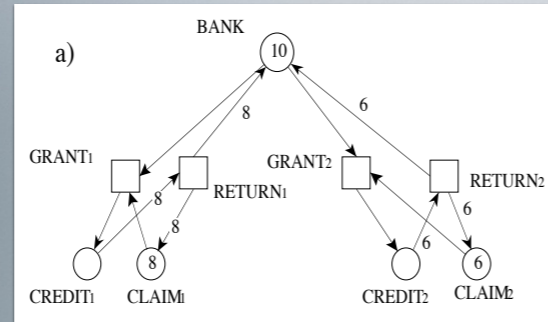 BANK
a)
10
8
6
GRANT1
GRANT2
RETURN1
RETURN2
8
8
6
6
8
6
CREDIT1
CLAIM1
CREDIT2
CLAIM2